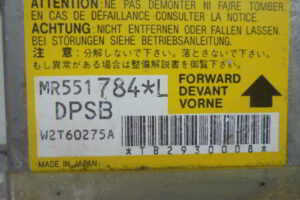 ATTENTION: NE PAS DEMONTER NI FAIRE TOMBER.
EN CAS DE DÉFAILLANCE CONSULTER LA NOTICE.
ACHTUNG: NICHT ENTFERNEN ODER FALLEN LASSEN.
BEI STÖRUNGEN SIEHE BETRIEBSANLEITUNG.
注意：分解しないで下さい。落とさないで下さい。
もし異常がある場合は整備解説書を御覧下さい。
MR551784*L
DPSB
W2T60275A
FORWARD
DEVANT
VORNE
*TB2930008*
MADE IN JAPAN